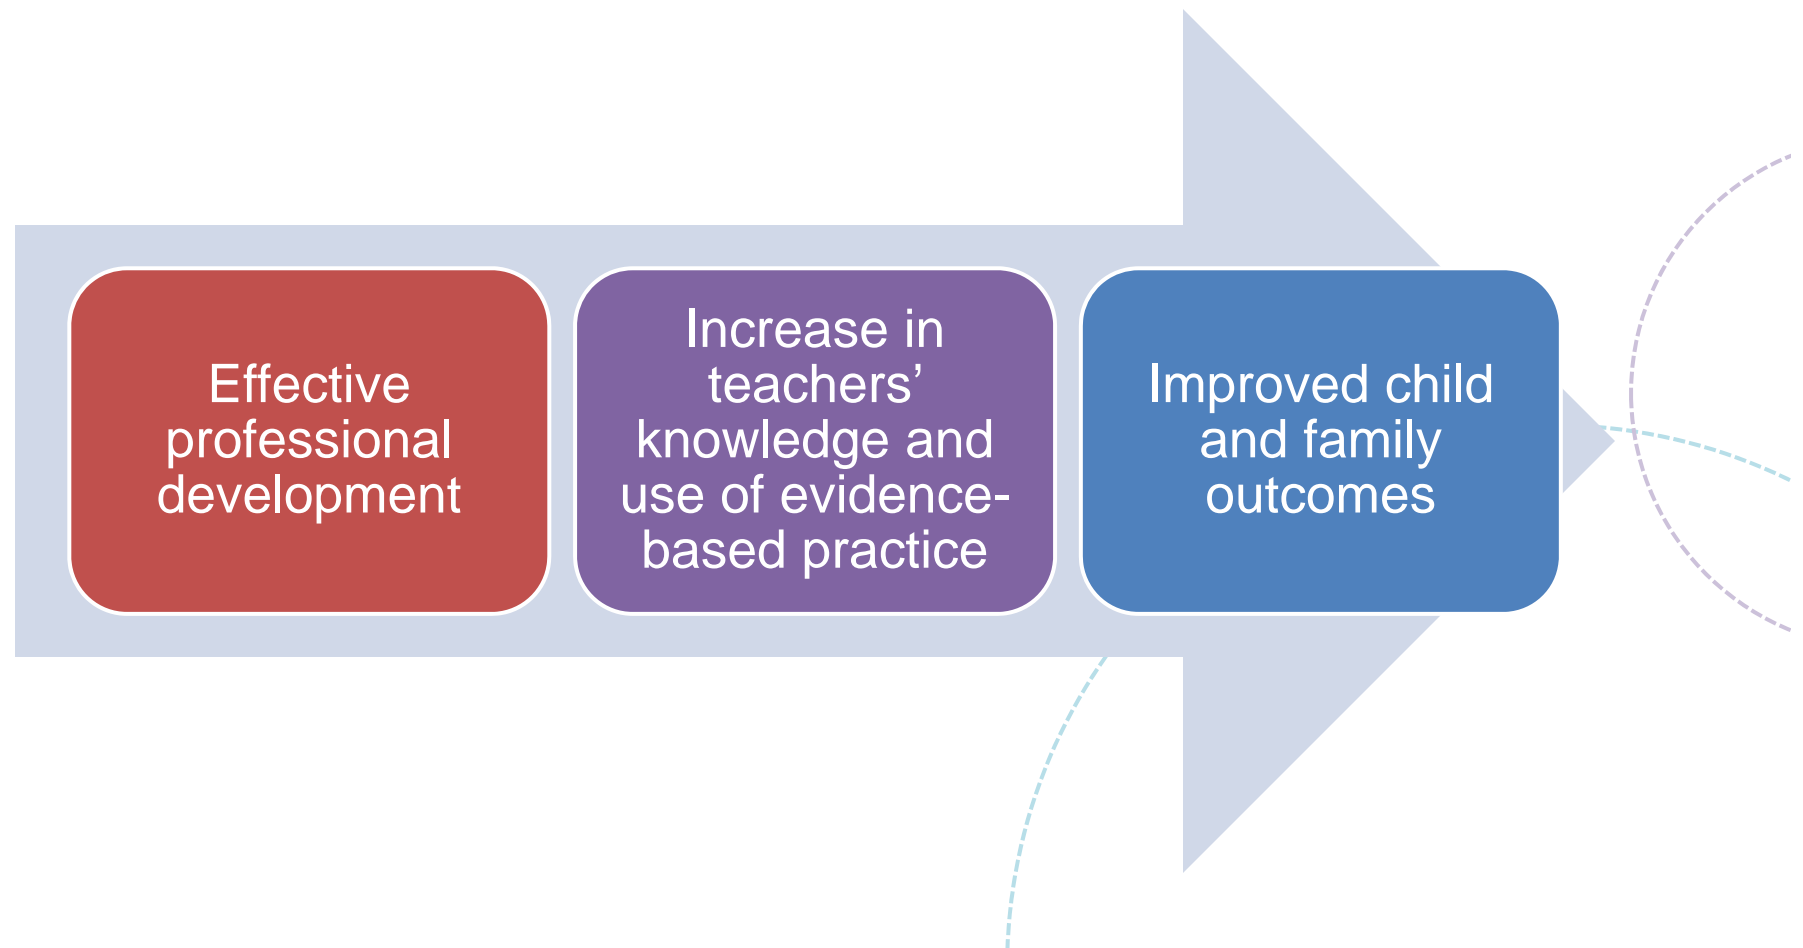 Effective
professional
development
Increase in
teachers’
knowledge and
use of evidence-
based practice
Improved child
and family
outcomes